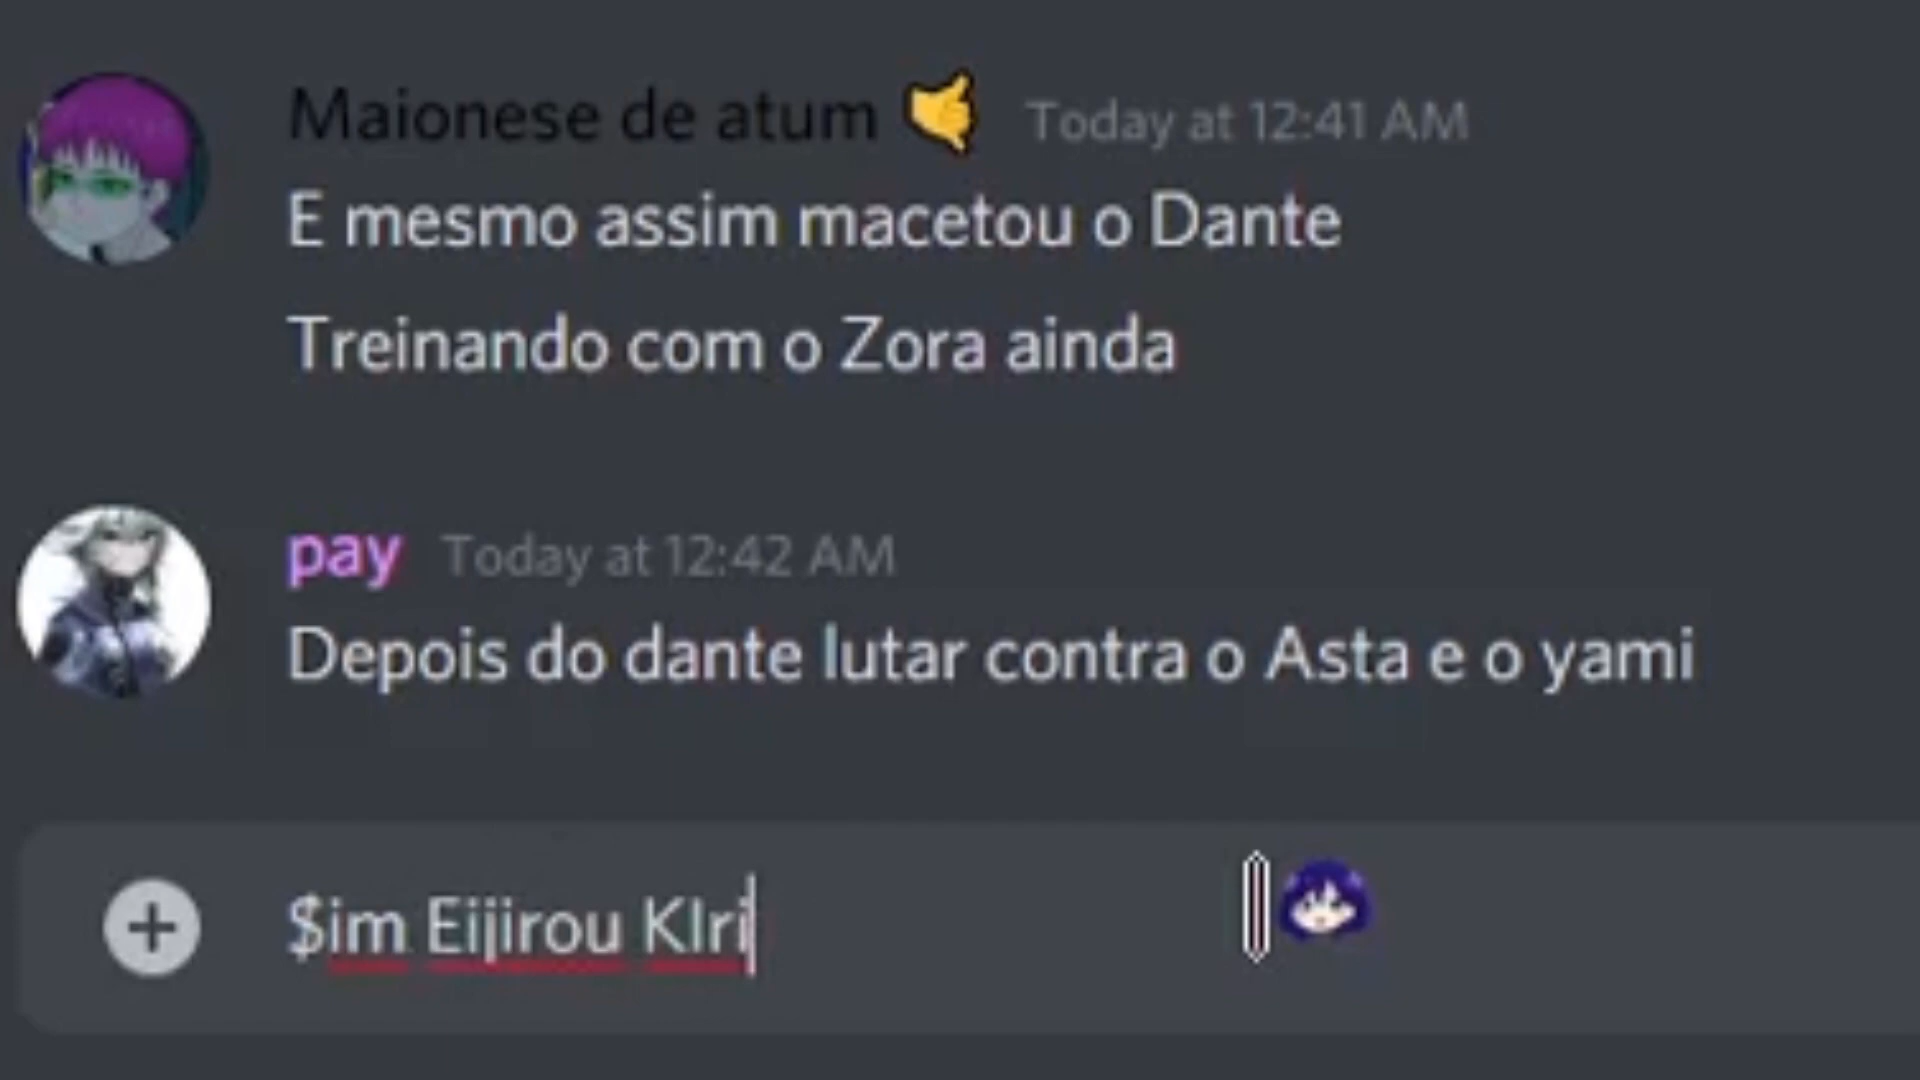 Maionese de atum 🤙 Today at 12:41 AM
E mesmo assim macetou o Dante
Treinando com o Zora ainda
pay Today at 12:42 AM
Depois do dante lutar contra o Asta e o yami
$im Eijirou KIri